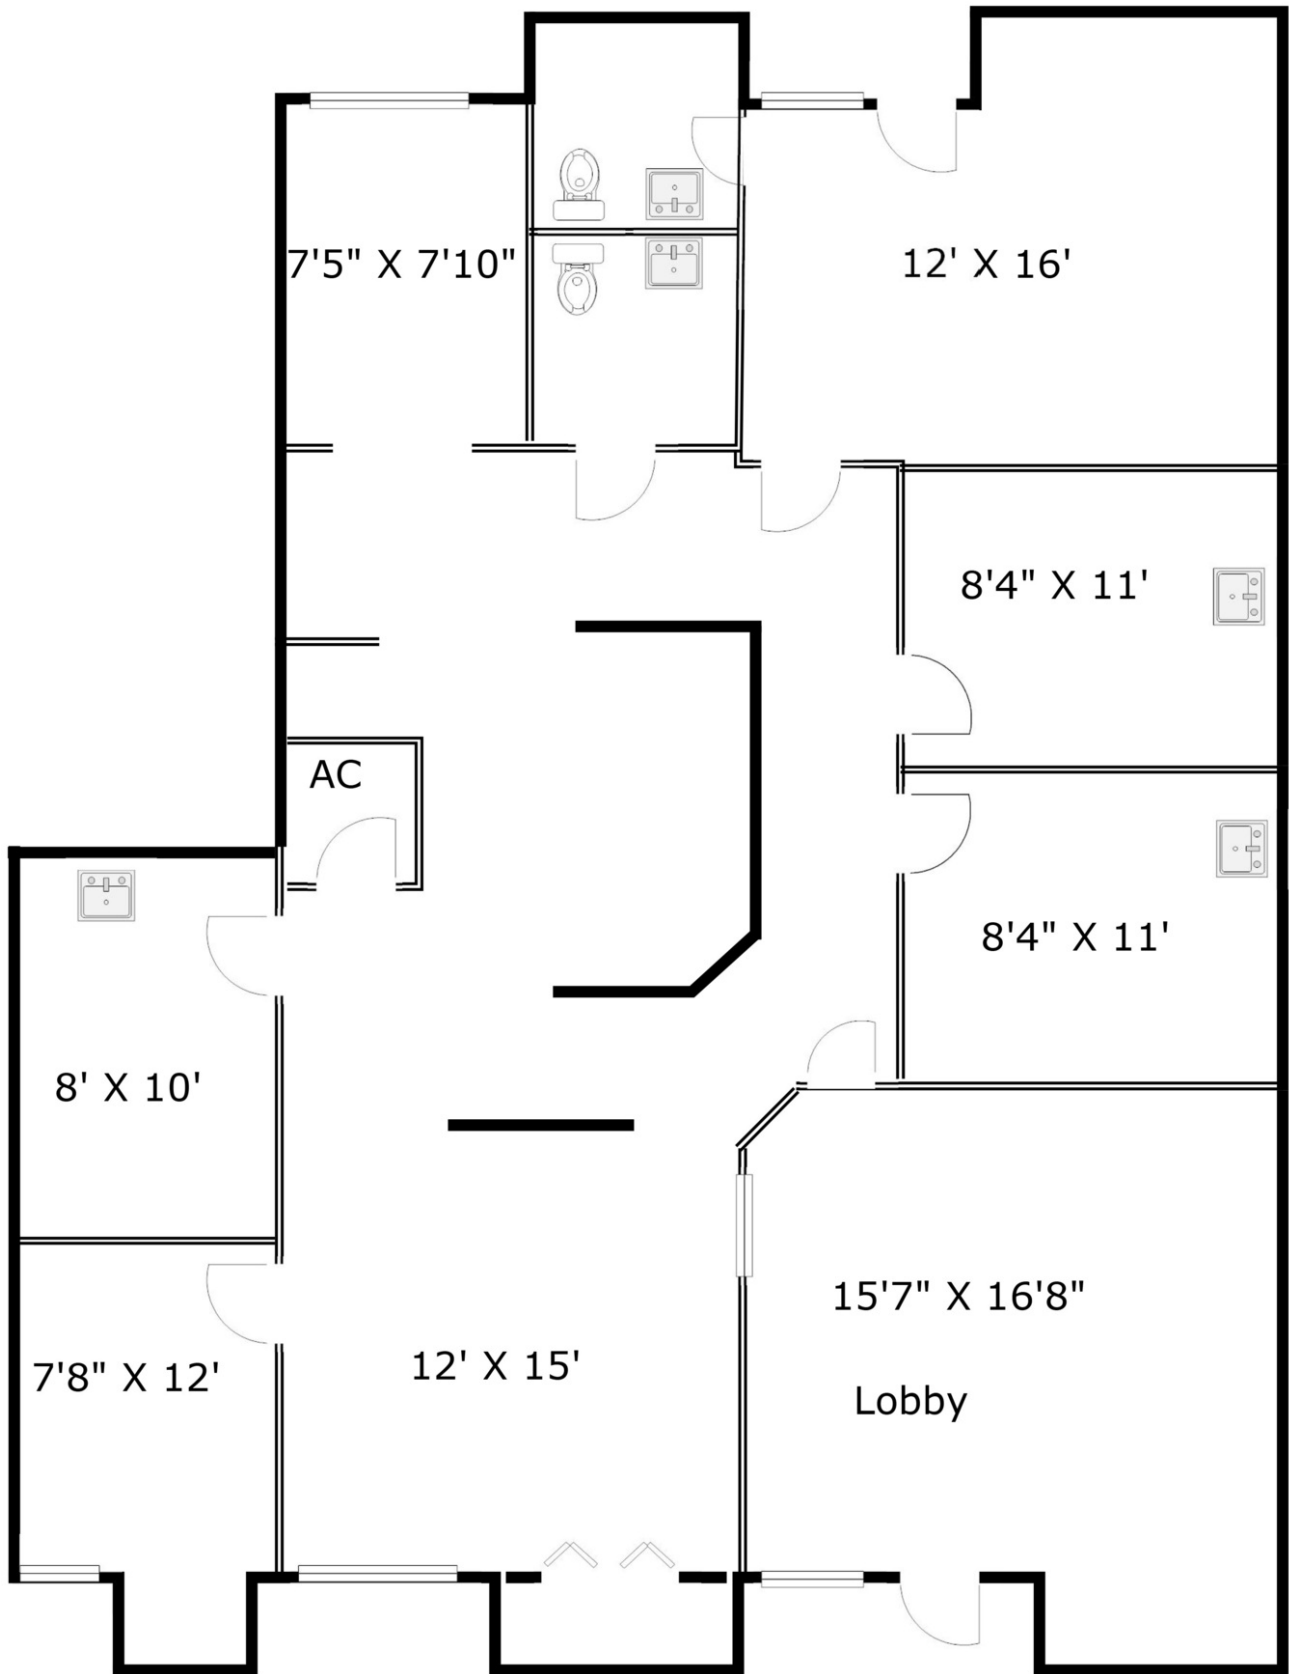 7'5" X 7'10"
12' X 16'
8'4" X 11'
AC
8'4" X 11'
8' X 10'
15'7" X 16'8"
7'8" X 12'
12' X 15'
Lobby